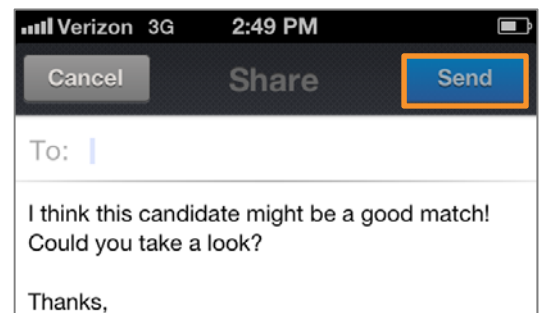 Verizon 3G 2:49 PM
Cancel Share Send
To:
I think this candidate might be a good match!
Could you take a look?
Thanks,